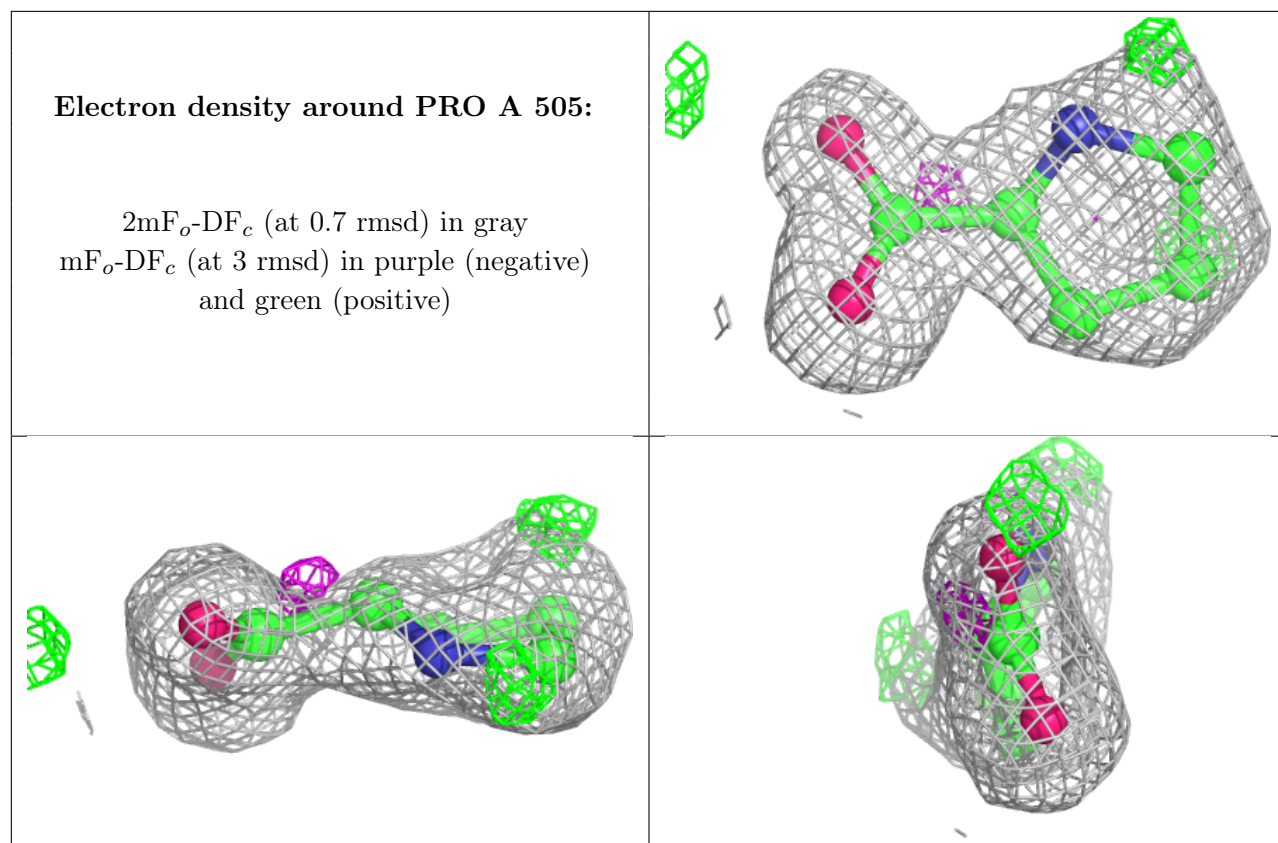 Electron density around PRO A 505:
2mFo-DFc (at 0.7 rmsd) in gray
mFo-DFc (at 3 rmsd) in purple (negative)
and green (positive)